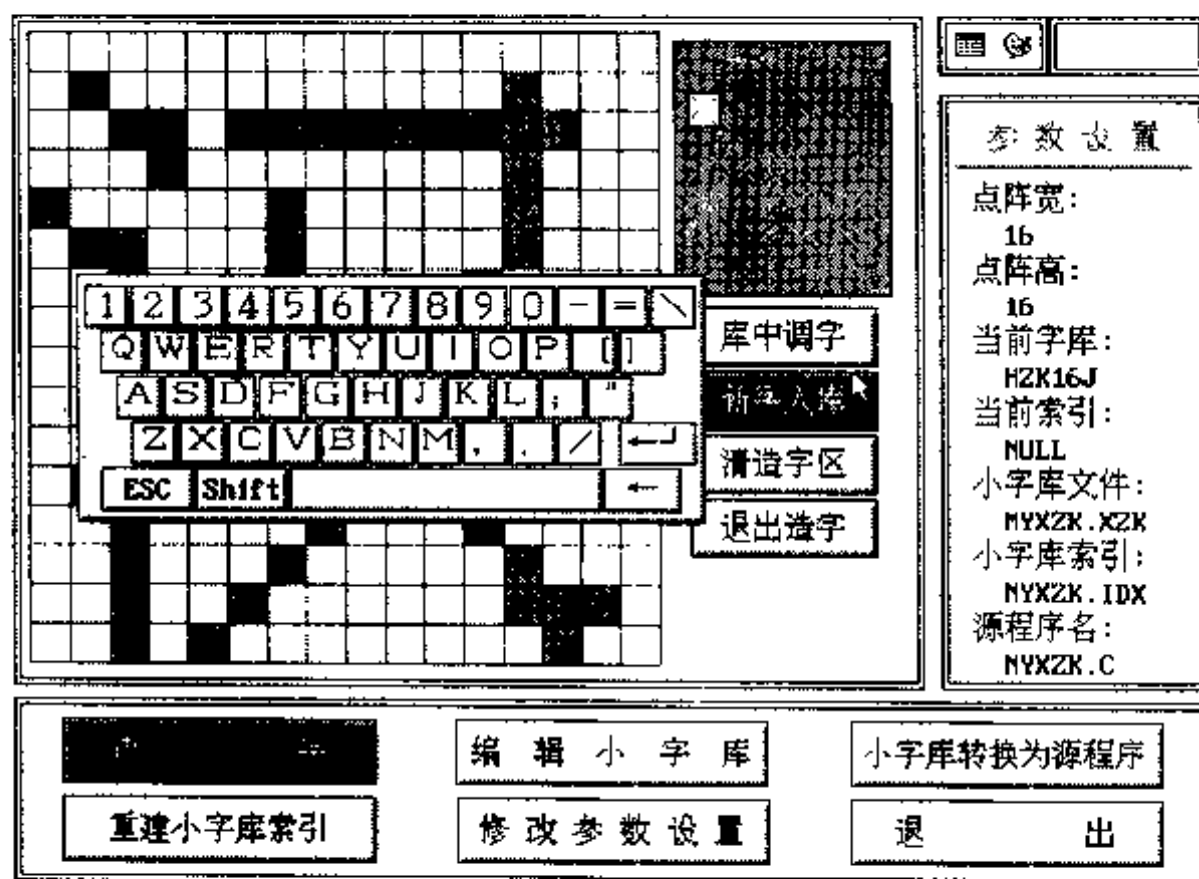 1 2 3 4 5 6 7 8 9 0 - = \
Q W E R T Y U I O P [ ]
A S D F G H J K L ; "
Z X C V B N M , . /
ESC Shift
库中调字
清造字区
退出造字
参数设置
点阵宽:
16
点阵高:
16
当前字库:
HZK16J
当前索引:
NULL
小字库文件:
MYXZK.XZK
小字库索引:
MYXZK.IDX
源程序名:
MYXZK.C
编辑小字库
小字库转换为源程序
重建小字库索引
修改参数设置
退出